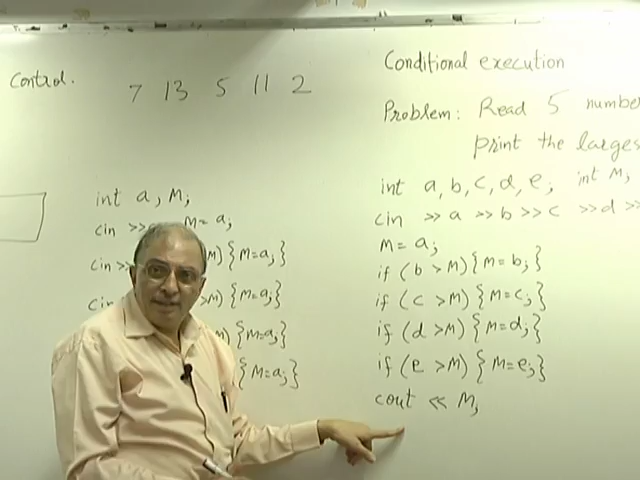 Control.
7 13 5 11 2
int a, M;
cin >> M = a;
cin >> M) {M=a;}
cin >M) {M=a;}
M) {M=a;}
{M=a;}
Conditional execution
Problem: Read 5 number
print the larges
int a, b, c, d, e; int M,
cin >> a >> b >> c >> d >>
M = a;
if (b > M) {M = b;}
if (c > M) {M = c;}
if (d > M) {M = d;}
if (e > M) {M = e;}
cout << M;